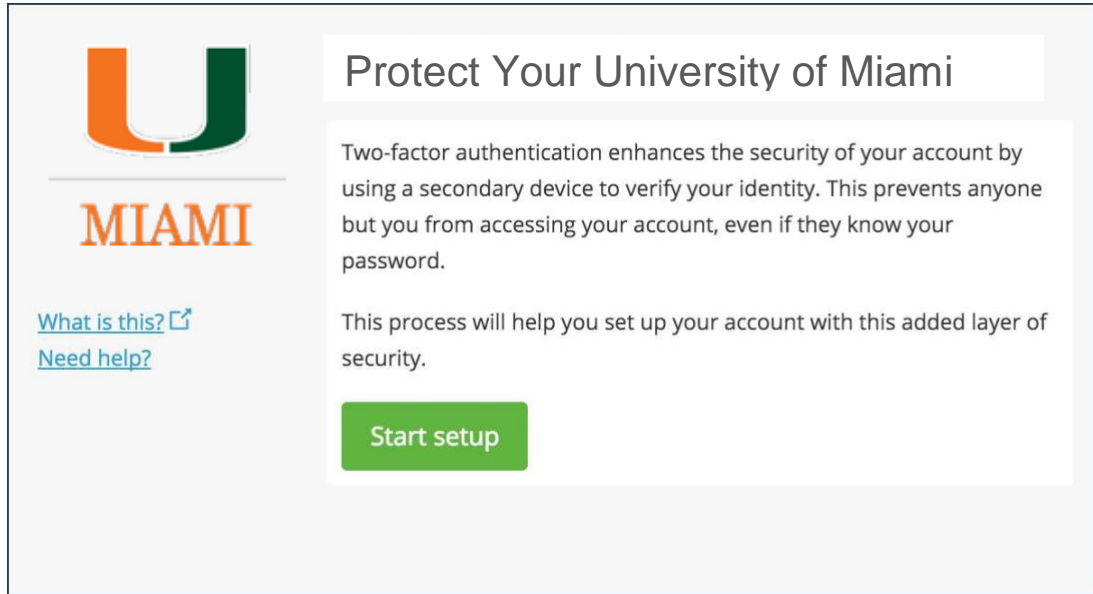 U
MIAMI
What is this?
Need help?
Protect Your University of Miami
Two-factor authentication enhances the security of your account by
using a secondary device to verify your identity. This prevents anyone
but you from accessing your account, even if they know your
password.
This process will help you set up your account with this added layer of
security.
Start setup